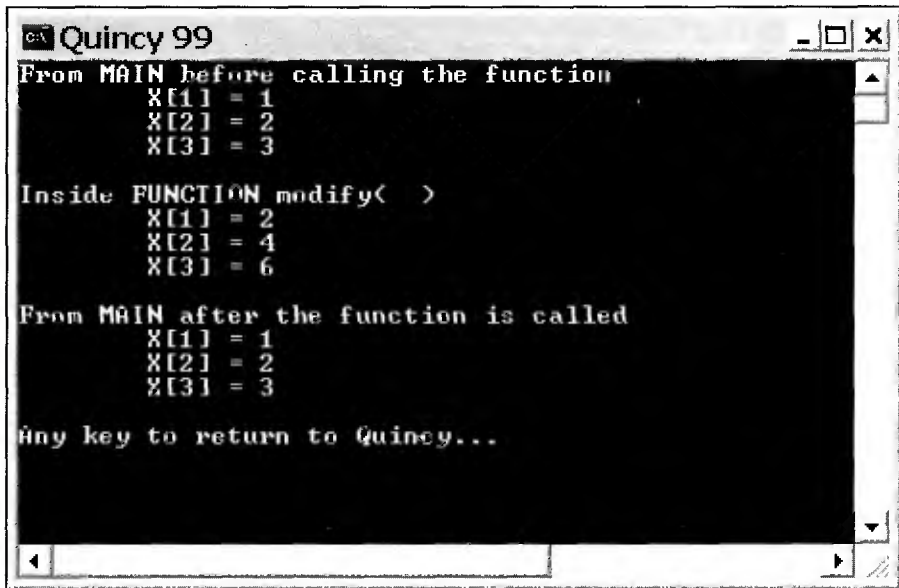 Quincy 99
From MAIN before calling the function
X[1] = 1
X[2] = 2
X[3] = 3
Inside FUNCTION modify( )
X[1] = 2
X[2] = 4
X[3] = 6
From MAIN after the function is called
X[1] = 1
X[2] = 2
X[3] = 3
Any key to return to Quincy...